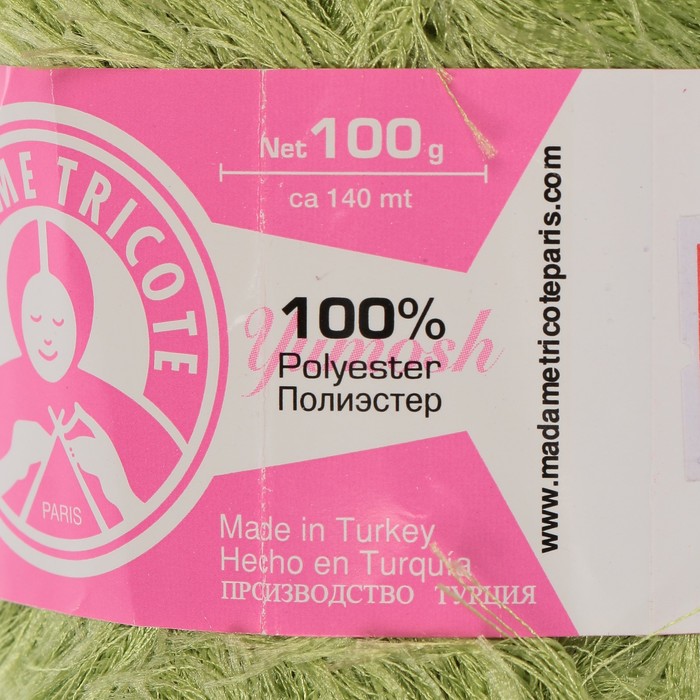 ME TRICOTE
PARIS
Net 100 g
ca 140 mt
Yumosh
100%
Polyester
Полиэстер
Made in Turkey
Hecho en Turquía
ПРОИЗВОДСТВО ТУРЦИЯ
www.madametricoteparis.com